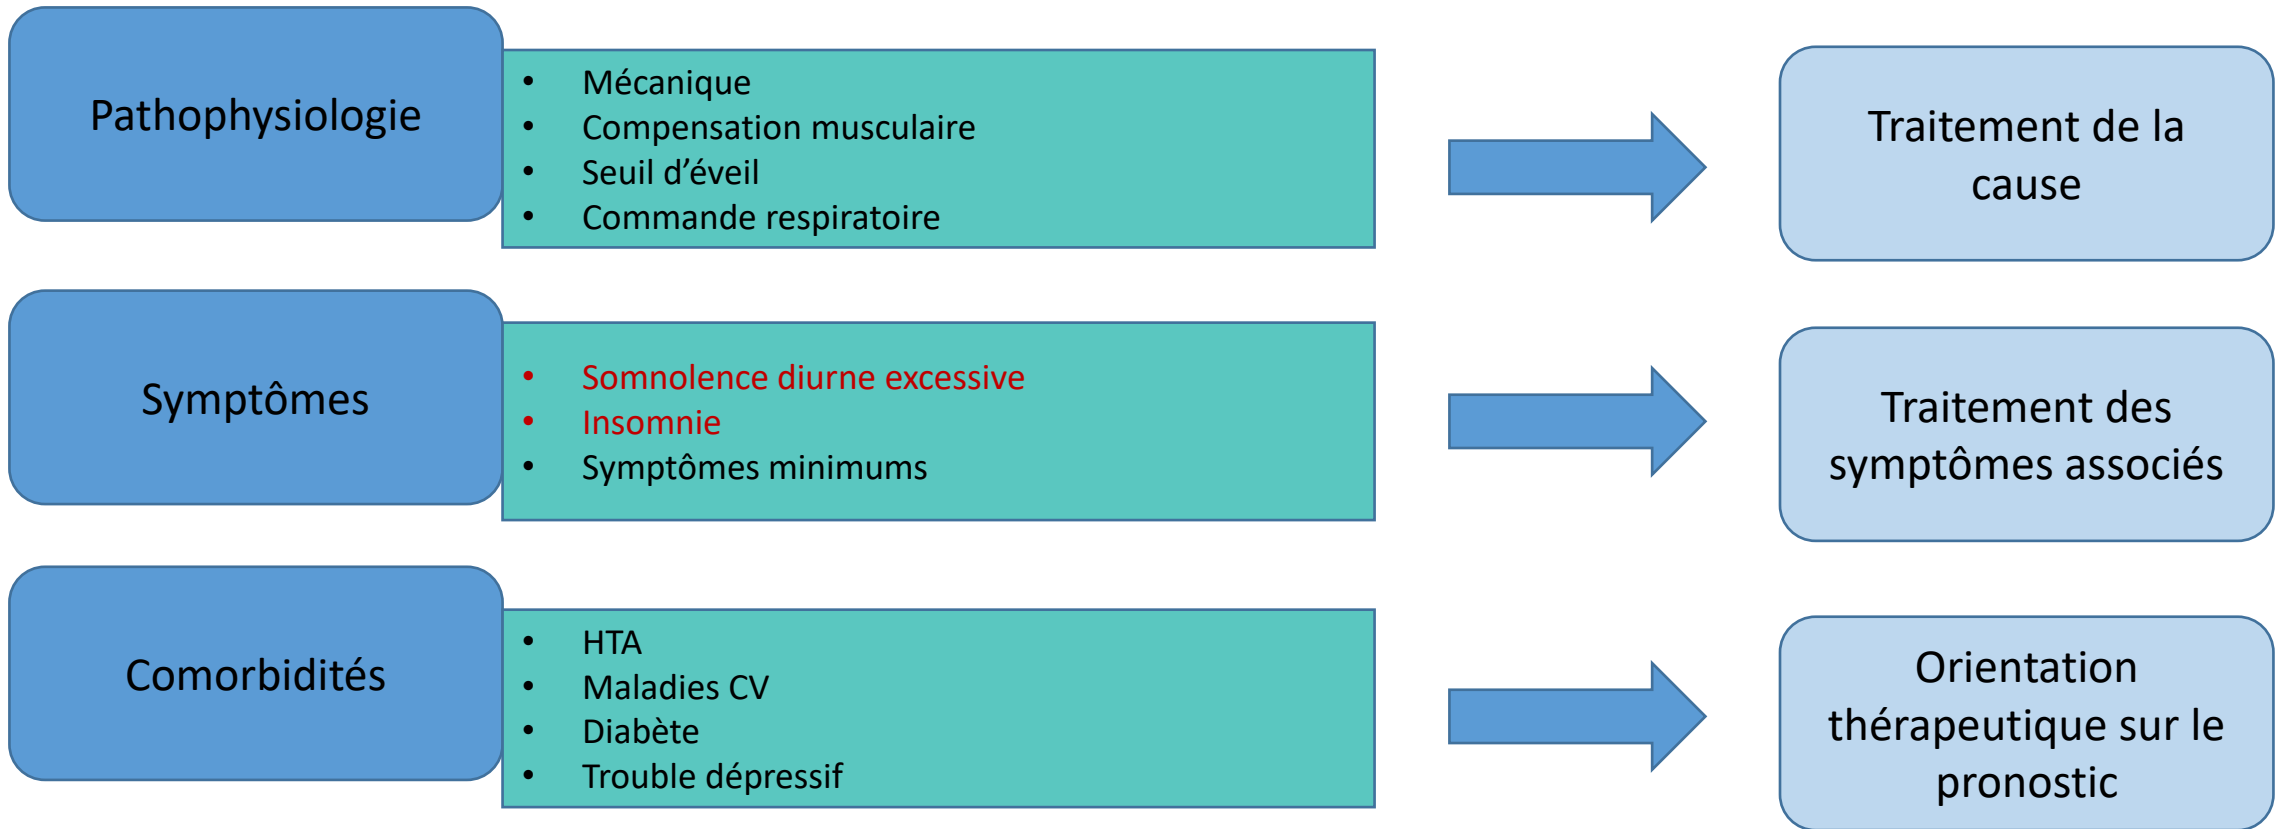 Pathophysiologie
• Mécanique
• Compensation musculaire
• Seuil d’éveil
• Commande respiratoire
Traitement de la
cause
Symptômes
• Somnolence diurne excessive
• Insomnie
• Symptômes minimums
Traitement des
symptômes associés
Comorbidités
• HTA
• Maladies CV
• Diabète
• Trouble dépressif
Orientation
thérapeutique sur le
pronostic